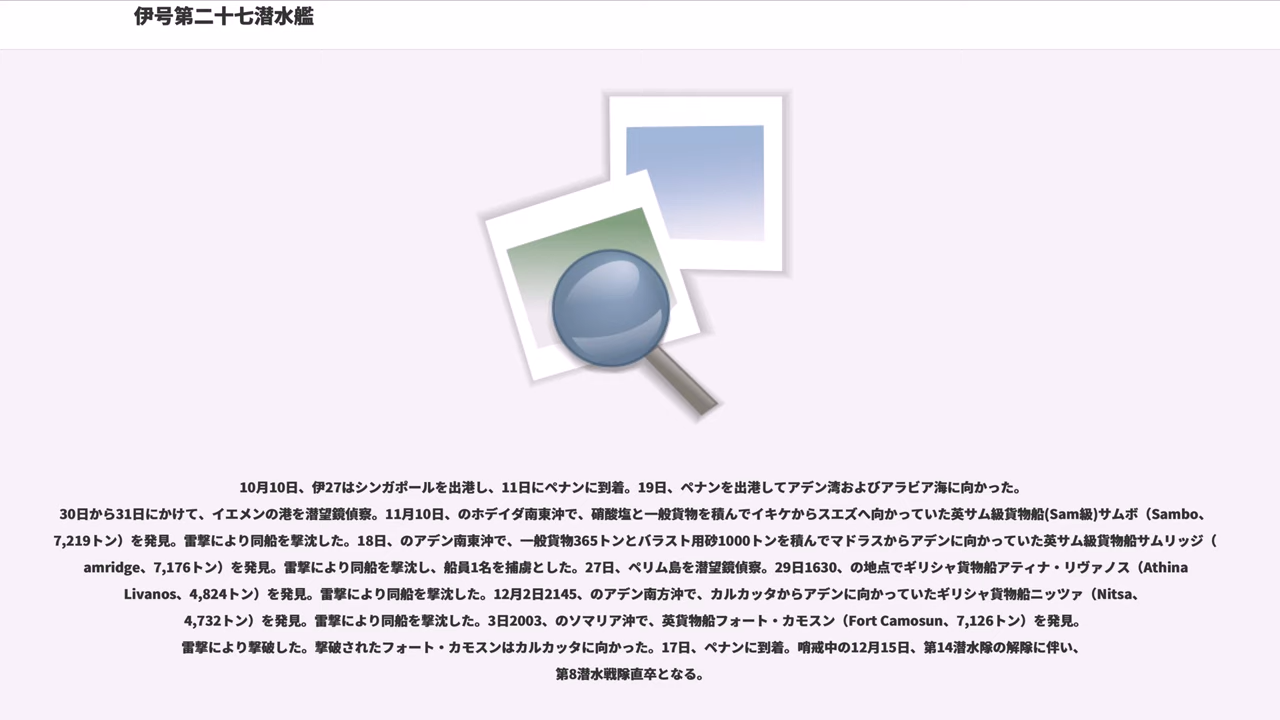 伊号第二十七潜水艦
10月10日、伊27はシンガポールを出港し、11日にペナンに到着。19日、ペナンを出港してアデン湾およびアラビア海に向かった。
30日から31日にかけて、イエメンの港を潜望鏡偵察。11月10日、のホデイダ南東沖で、硝酸塩と一般貨物を積んでイキケからスエズへ向かっていた英サム級貨物船(Sam級)サムボ（Sambo、
7,219トン）を発見。雷撃により同船を撃沈した。18日、のアデン南東沖で、一般貨物365トンとバラスト用砂1000トンを積んでマドラスからアデンに向かっていた英サム級貨物船サムリッジ（
amridge、7,176トン）を発見。雷撃により同船を撃沈し、船員1名を捕虜とした。27日、ペリム島を潜望鏡偵察。29日1630、の地点でギリシャ貨物船アティナ・リヴァノス（Athina
Livanos、4,824トン）を発見。雷撃により同船を撃沈した。12月2日2145、のアデン南方沖で、カルカッタからアデンに向かっていたギリシャ貨物船ニッツァ（Nitsa、
4,732トン）を発見。雷撃により同船を撃沈した。3日2003、のソマリア沖で、英貨物船フォート・カモスン（Fort Camosun、7,126トン）を発見。
雷撃により撃破した。撃破されたフォート・カモスンはカルカッタに向かった。17日、ペナンに到着。哨戒中の12月15日、第14潜水隊の解隊に伴い、
第8潜水戦隊直卒となる。